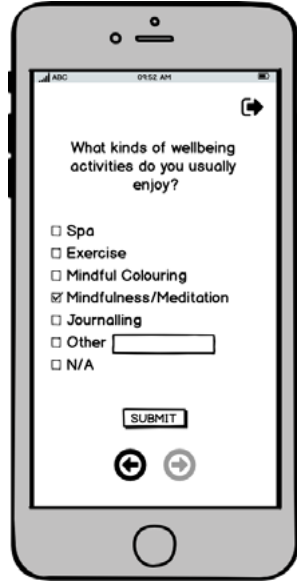 ABC 09:52 AM
What kinds of wellbeing
activities do you usually
enjoy?
Spa
Exercise
Mindful Colouring
Mindfulness/Meditation
Journalling
Other
N/A
SUBMIT